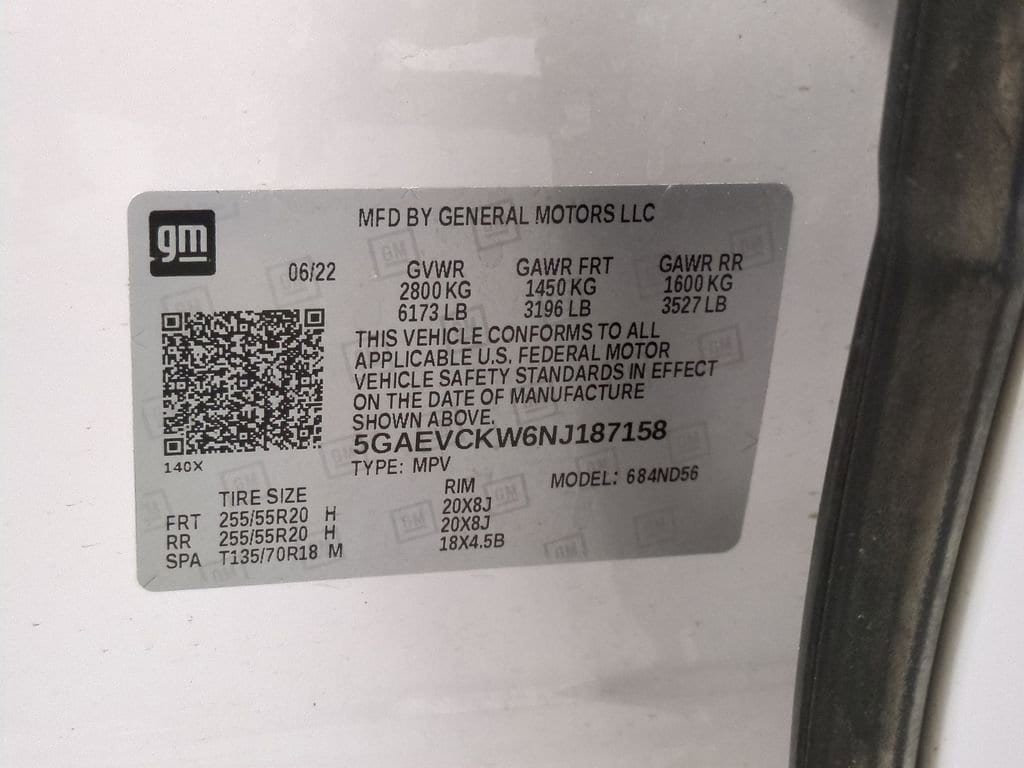 gm
MFD BY GENERAL MOTORS LLC
06/22 GVWR GAWR FRT GAWR RR
2800 KG 1450 KG 1600 KG
6173 LB 3196 LB 3527 LB
THIS VEHICLE CONFORMS TO ALL
APPLICABLE U.S. FEDERAL MOTOR
VEHICLE SAFETY STANDARDS IN EFFECT
ON THE DATE OF MANUFACTURE
SHOWN ABOVE.
5GAEVCKW6NJ187158
140X
TYPE: MPV MODEL: 684ND56
TIRE SIZE RIM
FRT 255/55R20 H 20X8J
RR 255/55R20 H 20X8J
SPA T135/70R18 M 18X4.5B